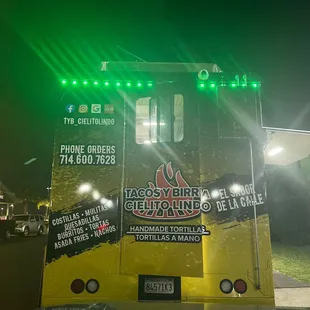 TYB_CIELITOLINDO
PHONE ORDERS
714.600.7628
TACOS Y BIRRIA
CIELITO LINDO
HANDMADE TORTILLAS
TORTILLAS A MANO
EL SABOR
DE LA CALLE
COSTILLAS • MULITAS
QUESADILLAS
BURRITOS • TORTAS
ASADA FRIES • NACHOS